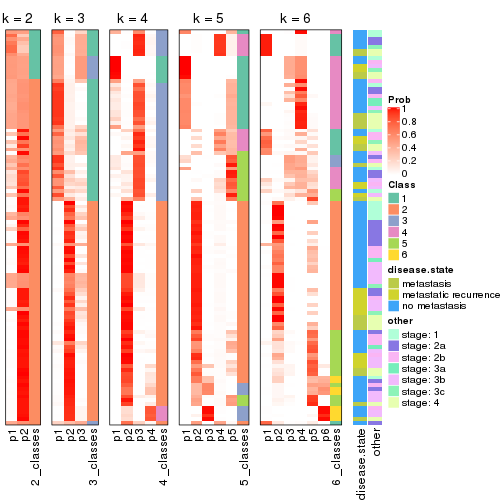 k = 2
k = 3
k = 4
k = 5
k = 6
Prob
1
0.8
0.6
0.4
0.2
0
Class
1
2
3
4
5
6
disease.state
metastasis
metastatic recurrence
no metastasis
other
stage: 1
stage: 2a
stage: 2b
stage: 3a
stage: 3b
stage: 3c
stage: 4
p1
p2
2_classes
p1
p2
p3
3_classes
p1
p2
p3
p4
4_classes
p1
p2
p3
p4
p5
5_classes
p1
p2
p3
p4
p5
p6
6_classes
disease.state
other